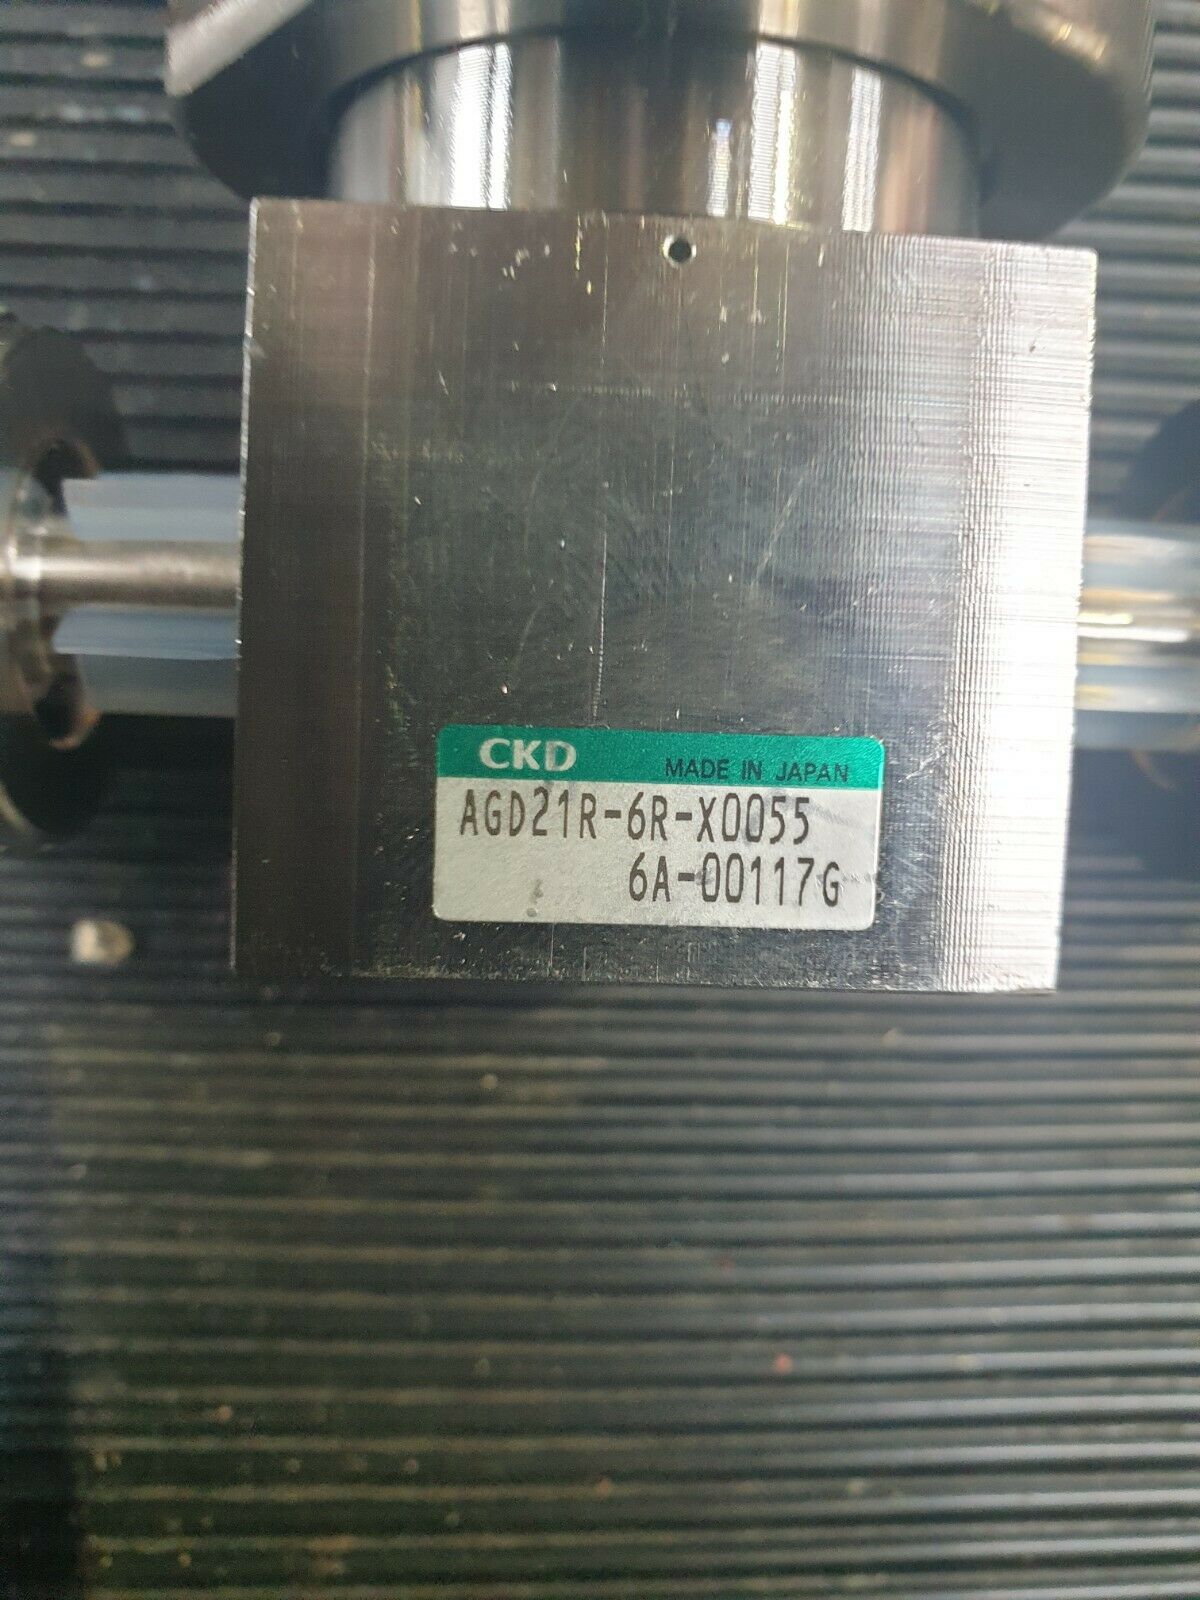 CKD MADE IN JAPAN
AGD21R-6R-X0055
6A-00117G